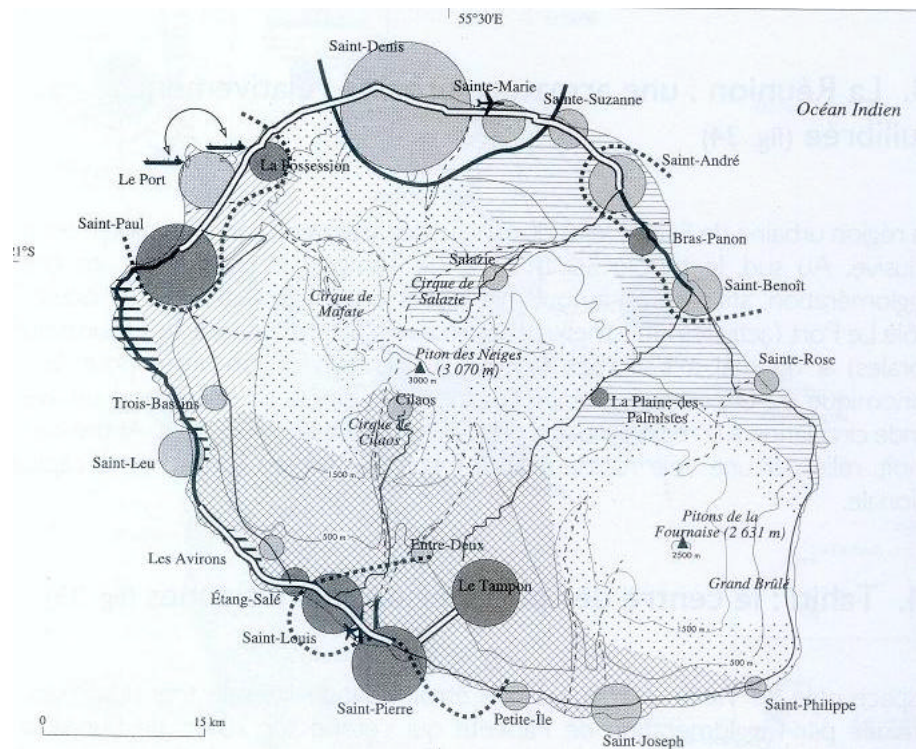 55°30'E
Saint-Denis
Sainte-Marie
Sainte-Suzanne
Océan Indien
Saint-André
La Possession
Le Port
Saint-Paul
21°S
Bras-Panon
Salazie
Cirque de
Salazie
Saint-Benoît
Cirque de
Mafate
Piton des Neiges
(3 070 m)
3000 m
Sainte-Rose
Trois-Bassins
Cilaos
La Plaine-des
Palmistes
Cirque de
Cilaos
Saint-Leu
1500 m
Pitons de la
Fournaise (2 631 m)
2500 m
500 m
Les Avirons
Entre-Deux
Grand Brûlé
Le Tampon
Étang-Salé
1500 m
Saint-Louis
500 m
Saint-Pierre
Petite-Île
Saint-Philippe
Saint-Joseph
0
15 km